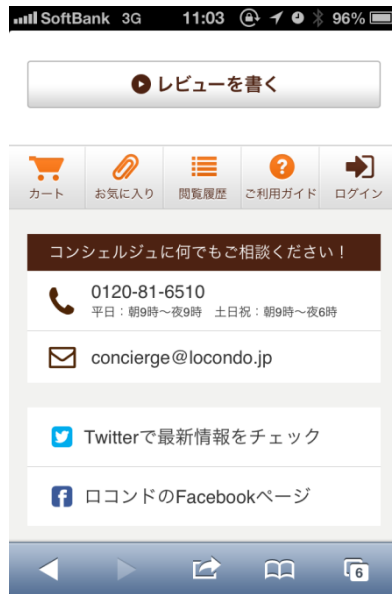 SoftBank 3G 11:03 96%
レビューを書く
カート お気に入り 閲覧履歴 ご利用ガイド ログイン
コンシェルジュに何でもご相談ください！
0120-81-6510
平日：朝9時～夜9時 土日祝：朝9時～夜6時
concierge@locondo.jp
Twitterで最新情報をチェック
ロコンドのFacebookページ
6